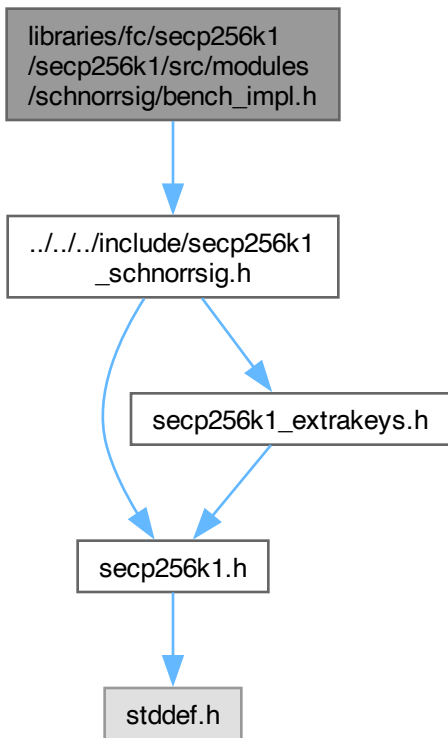 libraries/fc/secp256k1
/secp256k1/src/modules
/schnorrsig/bench_impl.h
../../../include/secp256k1
_schnorrsig.h
secp256k1_extrakeys.h
secp256k1.h
stddef.h